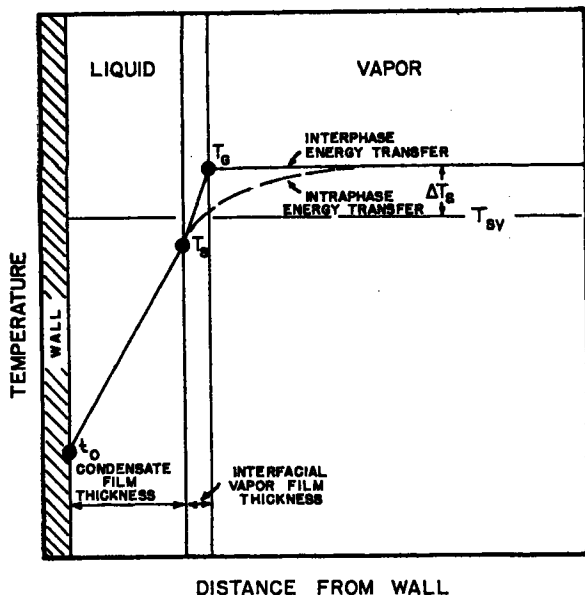 LIQUID
VAPOR
T_G
INTERPHASE
ENERGY TRANSFER
INTRAPHASE
ENERGY TRANSFER
ΔT_S
T_SV
T_S
TEMPERATURE
WALL
t_o
CONDENSATE
FILM
THICKNESS
INTERFACIAL
VAPOR FILM
THICKNESS
DISTANCE FROM WALL